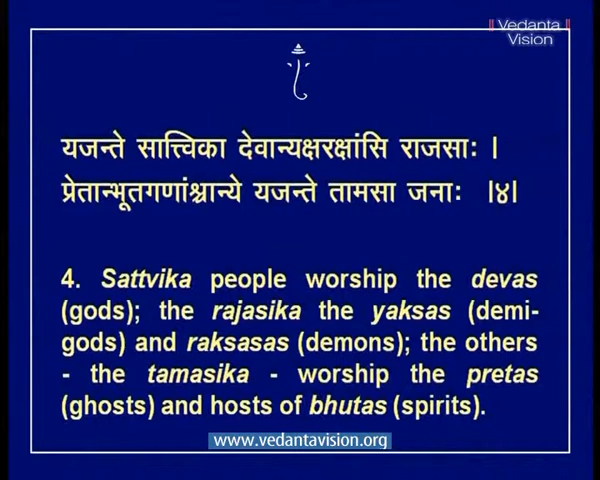 || Vedanta ||
Vision
यजन्ते सात्त्विका देवान्यक्षरक्षांसि राजसाः ।
प्रेतान्भूतगणांश्चान्ये यजन्ते तामसा जनाः ।४।
4. Sattvika people worship the devas
(gods); the rajasika the yaksas (demi-
gods) and raksasas (demons); the others
- the tamasika - worship the pretas
(ghosts) and hosts of bhutas (spirits).
www.vedantavision.org